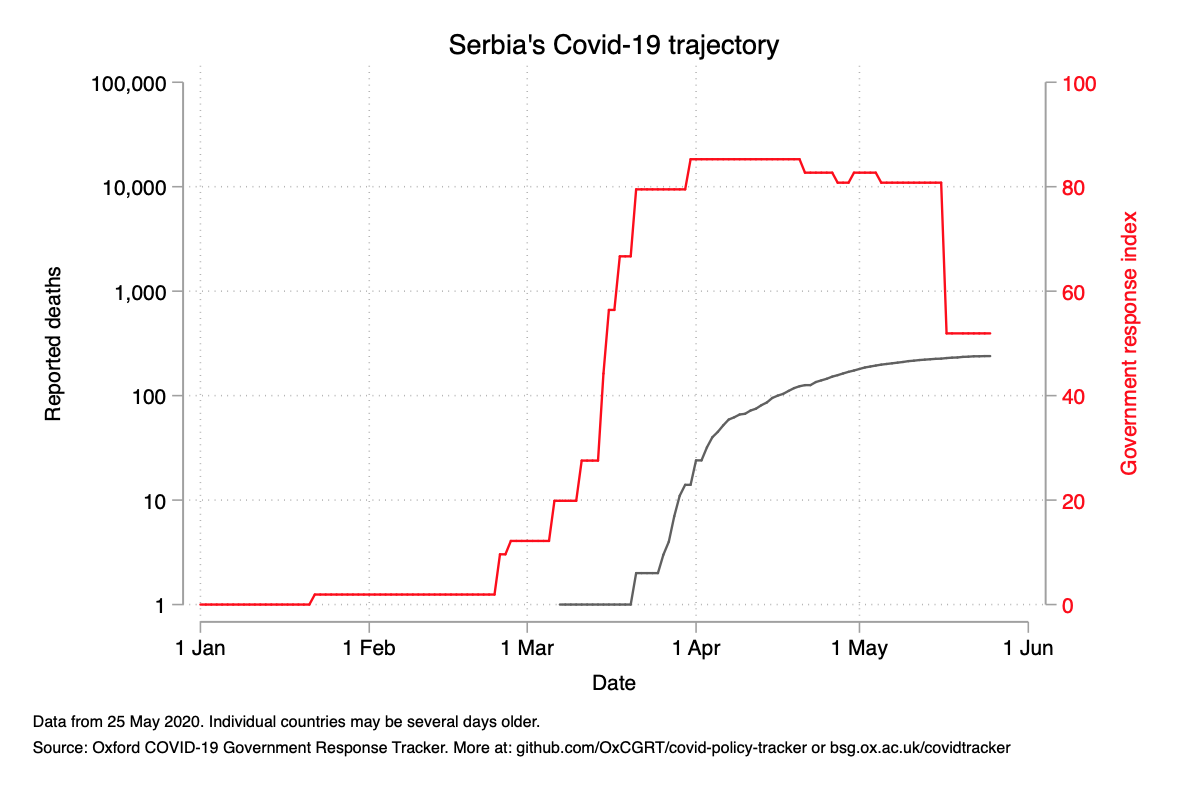 Serbia's Covid-19 trajectory
100,000
10,000
1,000
100
10
1
Reported deaths
100
80
60
40
20
0
Government response index
1 Jan
1 Feb
1 Mar
1 Apr
1 May
1 Jun
Date
Data from 25 May 2020. Individual countries may be several days older.
Source: Oxford COVID-19 Government Response Tracker. More at: github.com/OxCGRT/covid-policy-tracker or bsg.ox.ac.uk/covidtracker